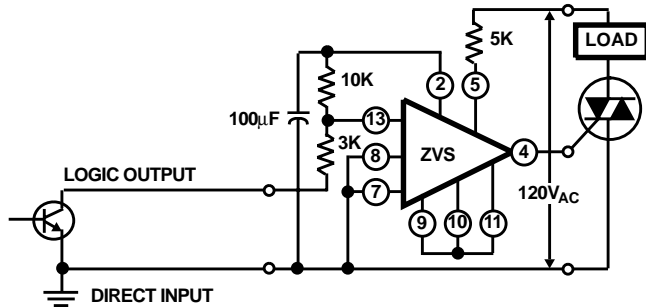 5K
LOAD
10K
2
5
100μF
13
3K
8
ZVS
4
LOGIC OUTPUT
7
120VAC
9
10
11
DIRECT INPUT